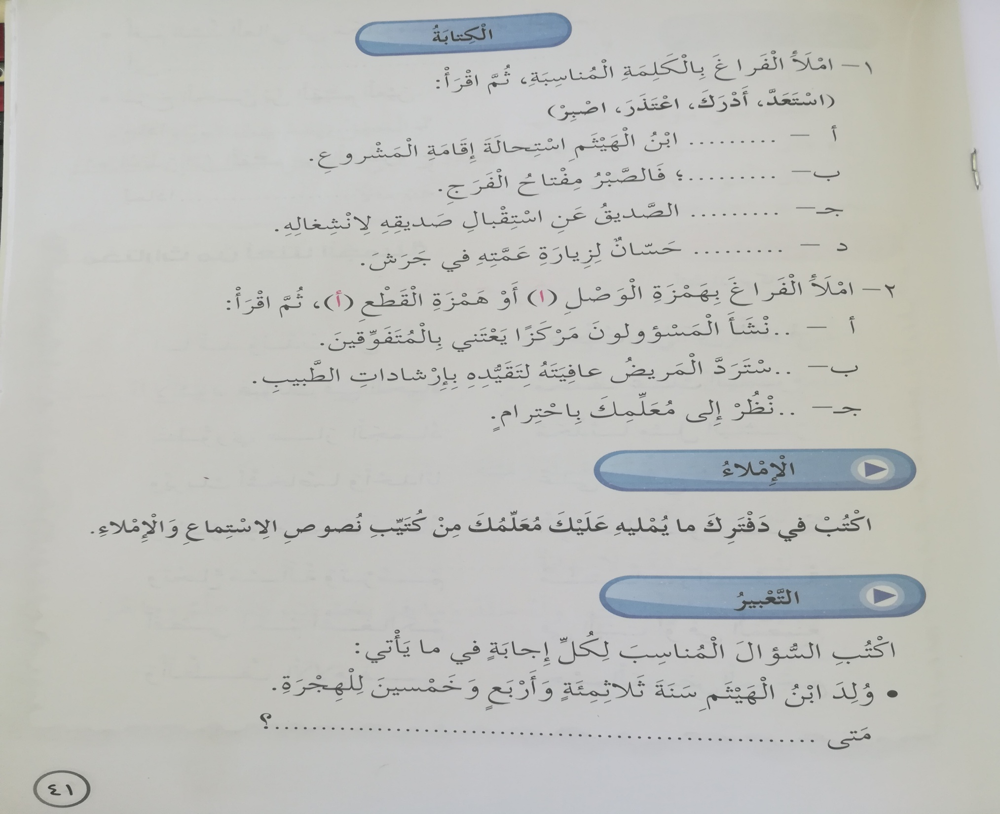 الْكِتابَةُ
١- امْلَأِ الْفَراغَ بِالْكَلِمَةِ الْمُناسِبَةِ، ثُمَّ اقْرَأْ:
(اسْتَعَدَّ، أَدْرَكَ، اعْتَذَرَ، اصْبِرْ)
أ - ......... ابْنُ الْهَيْثَمِ اسْتِحالَةَ إِقَامَةِ الْمَشْروعِ.
ب- .........؛ فَالصَّبْرُ مِفْتاحُ الْفَرَجِ.
جـ- ......... الصَّديقُ عَنِ اسْتِقْبالِ صَديقِهِ لِانْشِغالِهِ.
د - ......... حَسّانٌ لِزِيارَةِ عَمَّتِهِ في جَرَشَ.
٢- امْلَأِ الْفَراغَ بِهَمْزَةِ الْوَصْلِ (ا) أَوْ هَمْزَةِ الْقَطْعِ (أ)، ثُمَّ اقْرَأْ:
أ - ..نْشَأَ الْمَسْؤولونَ مَرْكَزًا يَعْتَني بِالْمُتَفَوِّقينَ.
ب- ..سْتَرَدَّ الْمَريضُ عافِيَتَهُ لِتَقَيُّدِهِ بِإِرْشاداتِ الطَّبيبِ.
جـ- ..نْظُرْ إِلى مُعَلِّمِكَ بِاحْتِرامٍ.
الْإِمْلاءُ
اكْتُبْ في دَفْتَرِكَ ما يُمْليهِ عَلَيْكَ مُعَلِّمُكَ مِنْ كُتَيِّبِ نُصوصِ الِاسْتِماعِ وَالْإِمْلاءِ.
التَّعْبيرُ
اكْتُبِ السُّؤالَ الْمُناسِبَ لِكُلِّ إِجابَةٍ في ما يَأْتي:
• وُلِدَ ابْنُ الْهَيْثَمِ سَنَةَ ثَلاثِمِئَةٍ وَأَرْبَعٍ وَخَمْسينَ لِلْهِجْرَةِ.
مَتى ............................................؟
٤١